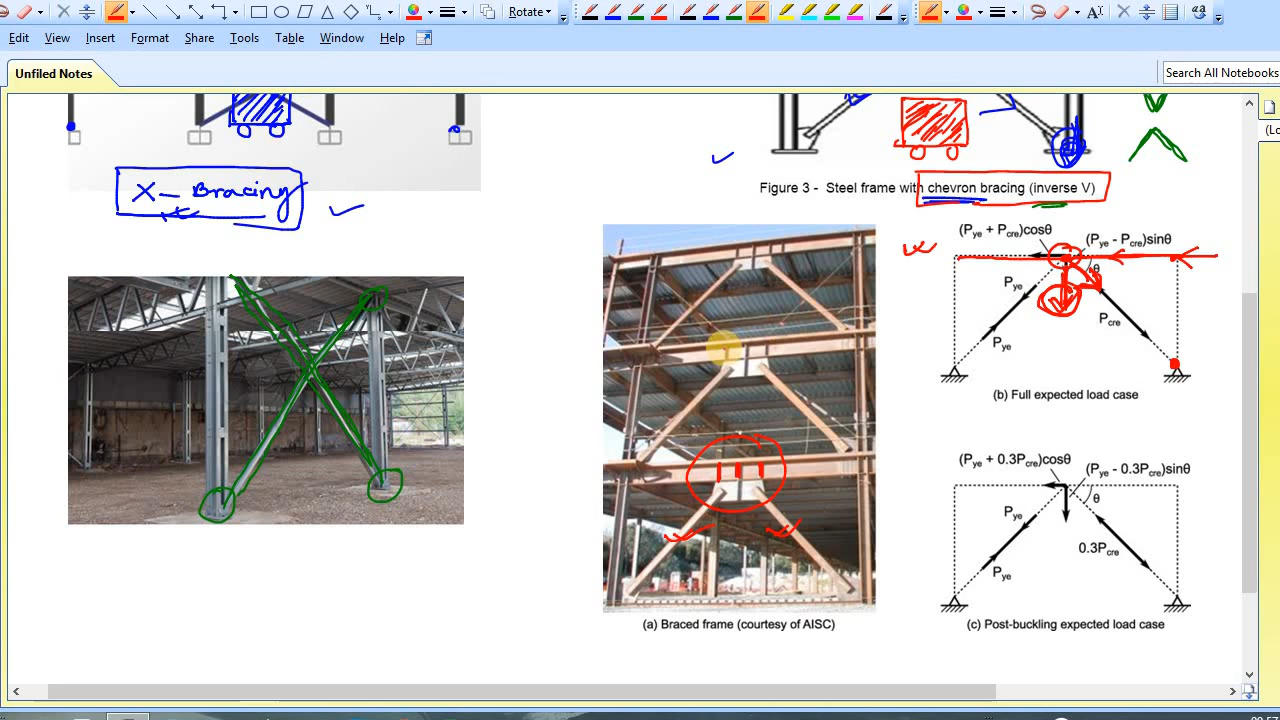 Rotate
Edit View Insert Format Share Tools Table Window Help
Unfiled Notes
Search All Notebooks
(Lo
X - Bracing
Figure 3 - Steel frame with chevron bracing (inverse V)
(Pye + Pcre)cosθ
(Pye - Pcre)sinθ
θ
Pye
Pcre
Pye
(b) Full expected load case
(Pye + 0.3Pcre)cosθ
(Pye - 0.3Pcre)sinθ
θ
Pye
0.3Pcre
Pye
(a) Braced frame (courtesy of AISC)
(c) Post-buckling expected load case